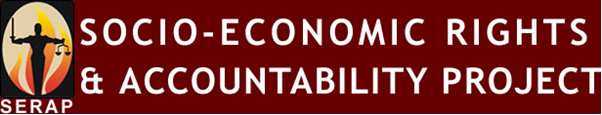 SOCIO-ECONOMIC RIGHTS
& ACCOUNTABILITY PROJECT
SERAP